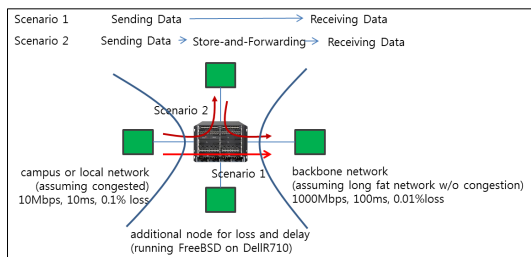 Scenario 1 Sending Data Receiving Data
Scenario 2 Sending Data Store-and-Forwarding Receiving Data
Scenario 2
Scenario 1
campus or local network
(assuming congested)
10Mbps, 10ms, 0.1% loss
backbone network
(assuming long fat network w/o congestion)
1000Mbps, 100ms, 0.01%loss
additional node for loss and delay
(running FreeBSD on DellR710)